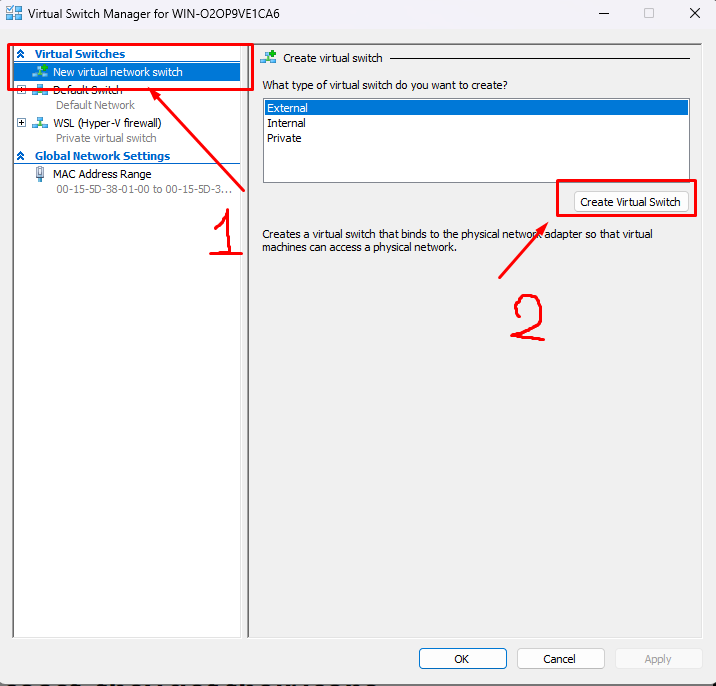 Virtual Switch Manager for WIN-O2OP9VE1CA6
Virtual Switches
New virtual network switch
Default Switch
Default Network
WSL (Hyper-V firewall)
Private virtual switch
Global Network Settings
MAC Address Range
00-15-5D-38-01-00 to 00-15-5D-3...
1
Create virtual switch
What type of virtual switch do you want to create?
External
Internal
Private
Create Virtual Switch
Creates a virtual switch that binds to the physical network adapter so that virtual
machines can access a physical network.
2
OK
Cancel
Apply